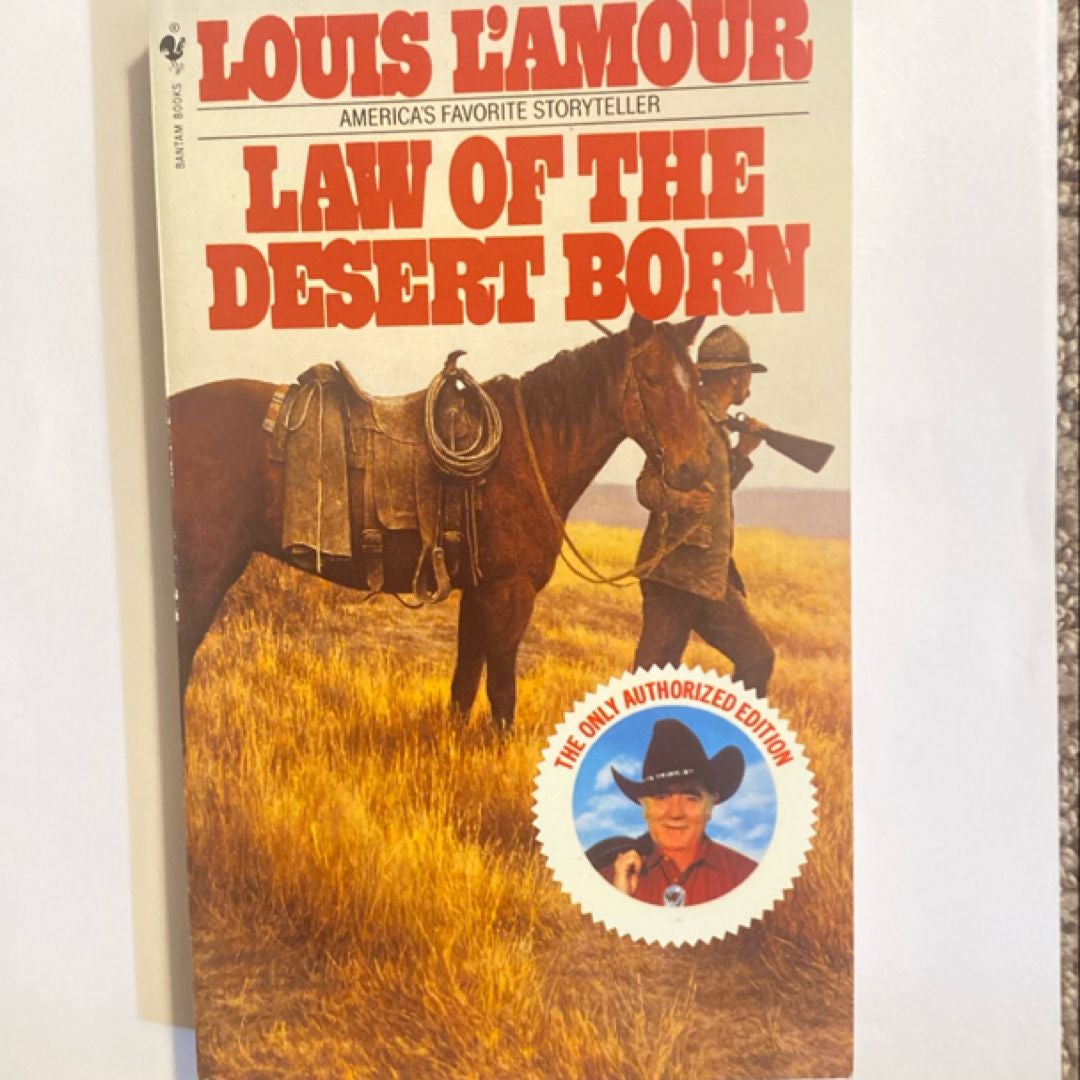 LOUIS L'AMOUR
BANTAM BOOKS
®
AMERICA'S FAVORITE STORYTELLER
LAW OF THE
DESERT BORN
THE ONLY AUTHORIZED EDITION